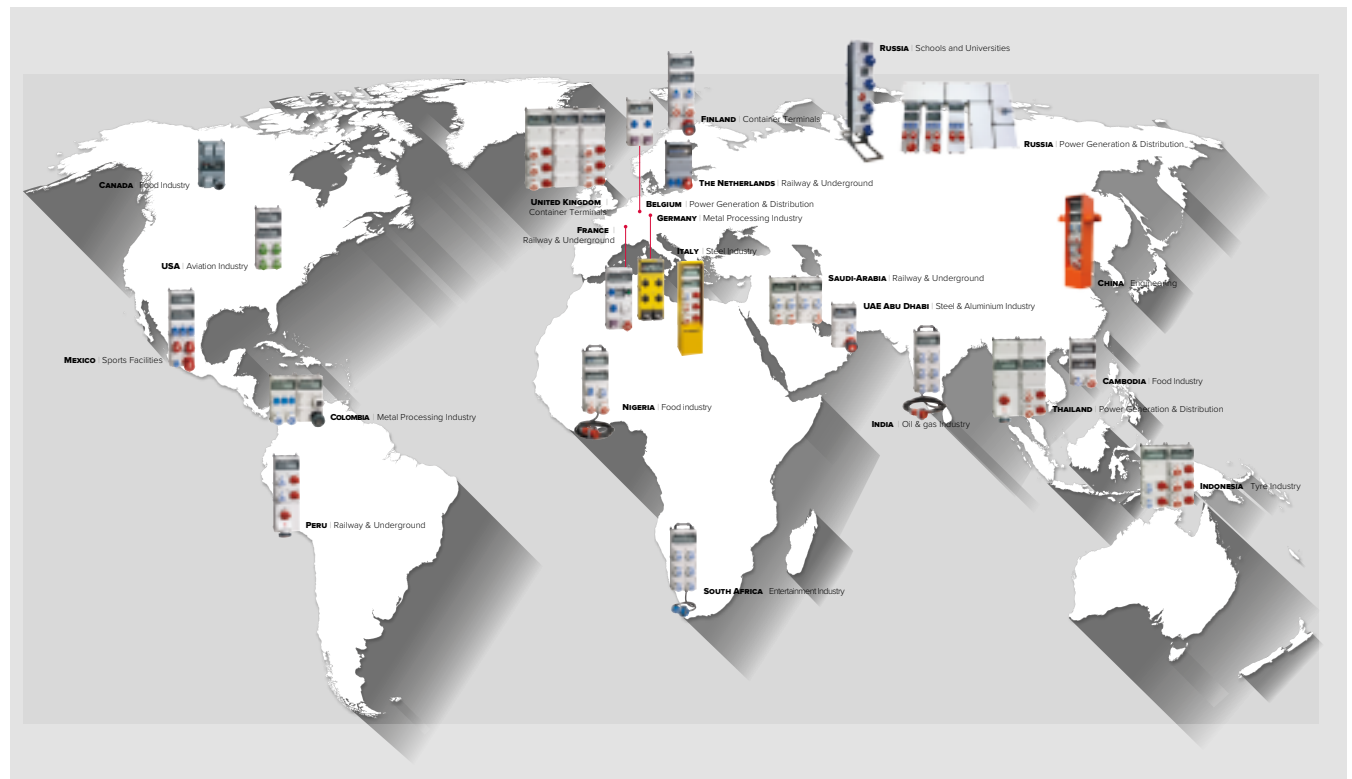 RUSSIA | Schools and Universities
FINLAND | Container Terminals
RUSSIA | Power Generation & Distribution
CANADA | Food Industry
THE NETHERLANDS | Railway & Underground
UNITED KINGDOM |
Container Terminals
BELGIUM | Power Generation & Distribution
GERMANY | Metal Processing Industry
FRANCE |
Railway & Underground
ITALY | Steel Industry
USA | Aviation Industry
SAUDI-ARABIA | Railway & Underground
CHINA | Engineering
UAE ABU DHABI | Steel & Aluminium Industry
MEXICO | Sports Facilities
CAMBODIA | Food Industry
NIGERIA | Food industry
THAILAND | Power Generation & Distribution
COLOMBIA | Metal Processing Industry
INDIA | Oil & gas Industry
INDONESIA | Tyre Industry
PERU | Railway & Underground
SOUTH AFRICA | Entertainment Industry